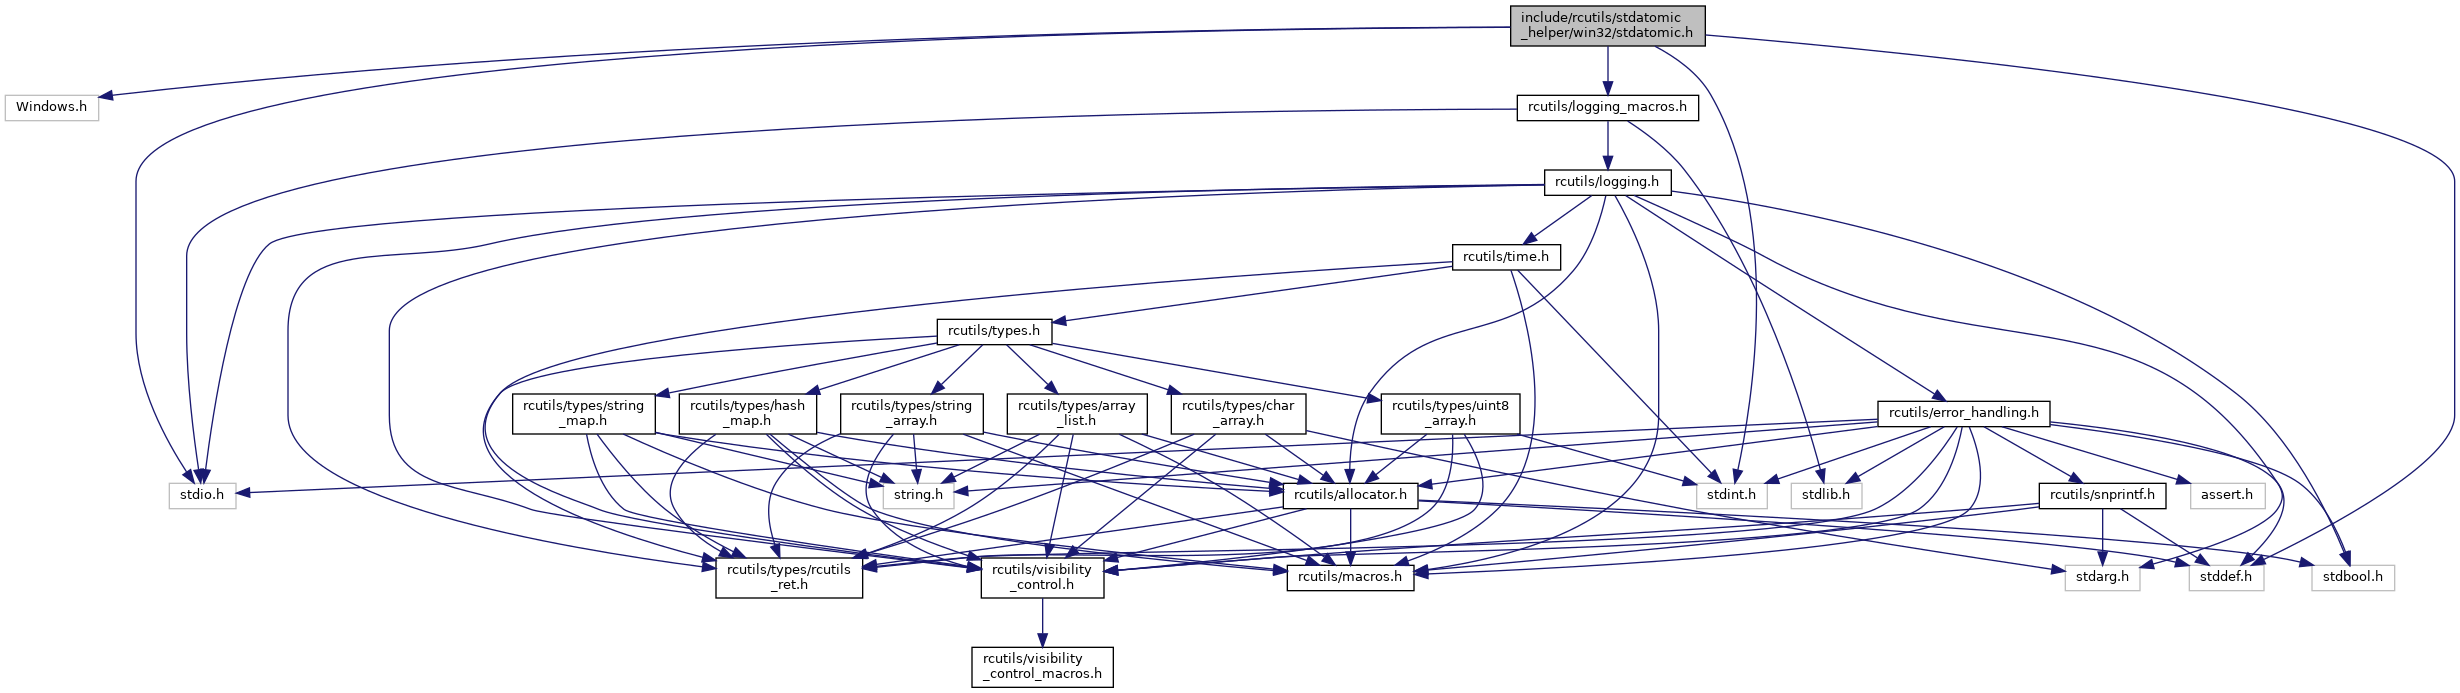 include/rcutils/stdatomic
_helper/win32/stdatomic.h
Windows.h
rcutils/logging_macros.h
rcutils/logging.h
rcutils/time.h
rcutils/types.h
rcutils/types/string
_map.h
rcutils/types/hash
_map.h
rcutils/types/string
_array.h
rcutils/types/array
_list.h
rcutils/types/char
_array.h
rcutils/types/uint8
_array.h
rcutils/error_handling.h
stdio.h
string.h
rcutils/allocator.h
stdint.h
stdlib.h
rcutils/snprintf.h
assert.h
rcutils/types/rcutils
_ret.h
rcutils/visibility
_control.h
rcutils/macros.h
stdarg.h
stddef.h
stdbool.h
rcutils/visibility
_control_macros.h